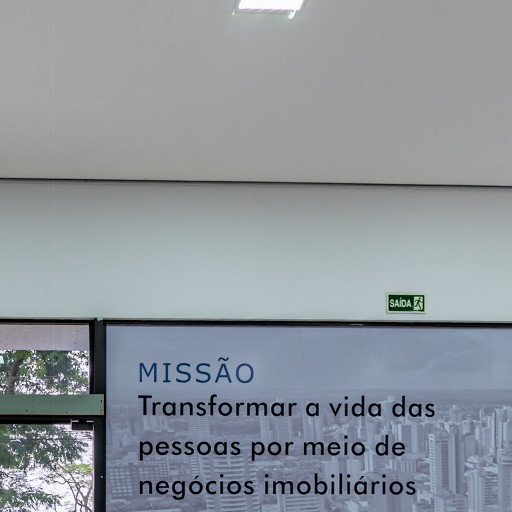 SAÍDA
MISSÃO
Transformar a vida das
pessoas por meio de
negócios imobiliários